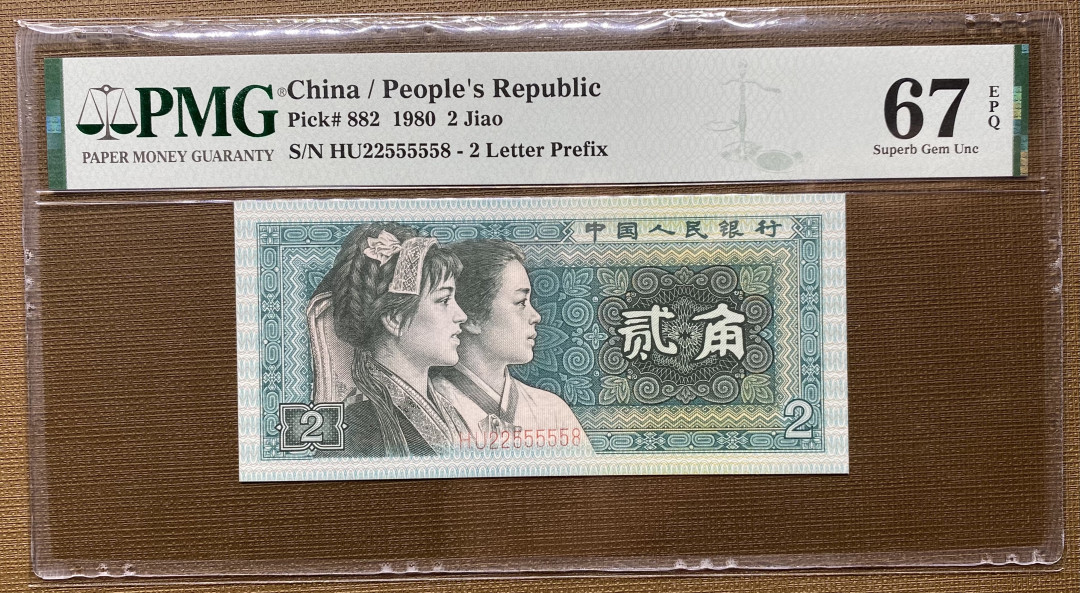 PMG®
PAPER MONEY GUARANTY
China / People's Republic
Pick# 882 1980 2 Jiao
S/N HU22555558 - 2 Letter Prefix
67
EPQ
Superb Gem Unc
中国人民银行
贰角
2
HU22555558
2